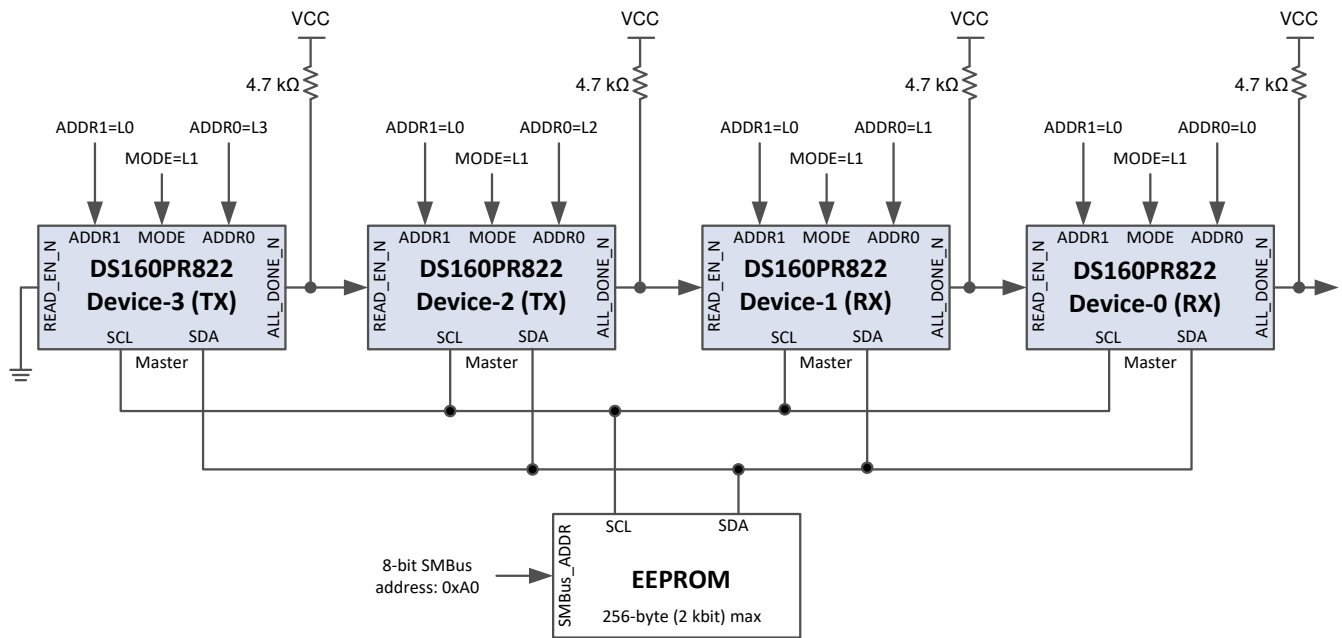 VCC
VCC
VCC
VCC
4.7 kΩ
4.7 kΩ
4.7 kΩ
4.7 kΩ
ADDR1=L0
ADDR0=L3
MODE=L1
ADDR1=L0
ADDR0=L2
MODE=L1
ADDR1=L0
ADDR0=L1
MODE=L1
ADDR1=L0
ADDR0=L0
MODE=L1
READ_EN_N
ADDR1
MODE
ADDR0
ALL_DONE_N
DS160PR822
Device-3 (TX)
SCL
SDA
Master
READ_EN_N
ADDR1
MODE
ADDR0
ALL_DONE_N
DS160PR822
Device-2 (TX)
SCL
SDA
Master
READ_EN_N
ADDR1
MODE
ADDR0
ALL_DONE_N
DS160PR822
Device-1 (RX)
SCL
SDA
Master
READ_EN_N
ADDR1
MODE
ADDR0
ALL_DONE_N
DS160PR822
Device-0 (RX)
SCL
SDA
Master
8-bit SMBus
address: 0xA0
SMBus_ADDR
SCL
SDA
EEPROM
256-byte (2 kbit) max